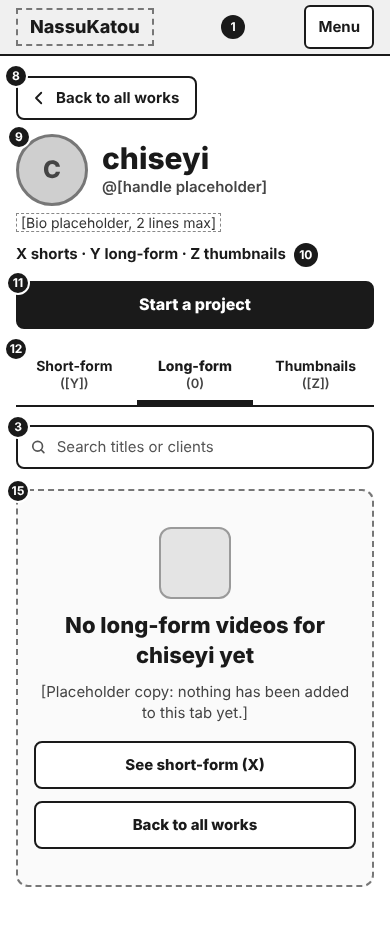 NassuKatou
1
Menu
8
Back to all works
9
C
chiseyi
@[handle placeholder]
[Bio placeholder, 2 lines max]
X shorts · Y long-form · Z thumbnails 10
11
Start a project
12
Short-form
([Y])
Long-form
(0)
Thumbnails
([Z])
3
Search titles or clients
15
No long-form videos for
chiseyi yet
[Placeholder copy: nothing has been added
to this tab yet.]
See short-form (X)
Back to all works